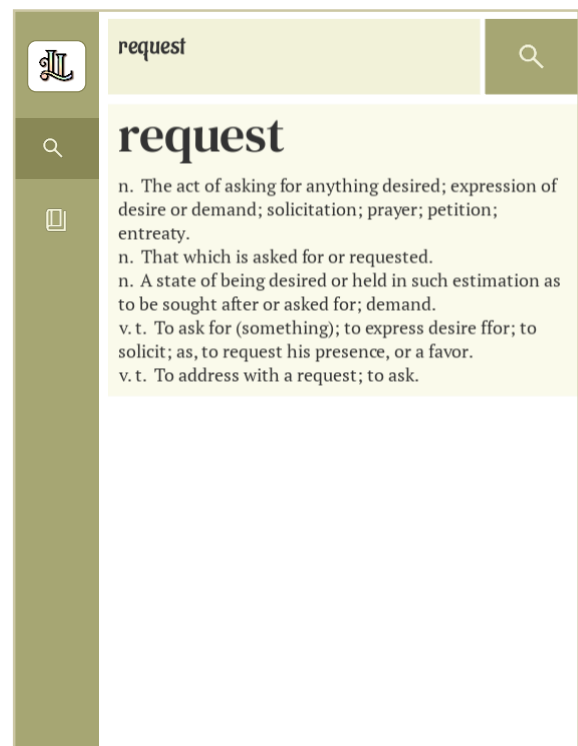 request
request
n. The act of asking for anything desired; expression of
desire or demand; solicitation; prayer; petition;
entreaty.
n. That which is asked for or requested.
n. A state of being desired or held in such estimation as
to be sought after or asked for; demand.
v. t. To ask for (something); to express desire ffor; to
solicit; as, to request his presence, or a favor.
v. t. To address with a request; to ask.